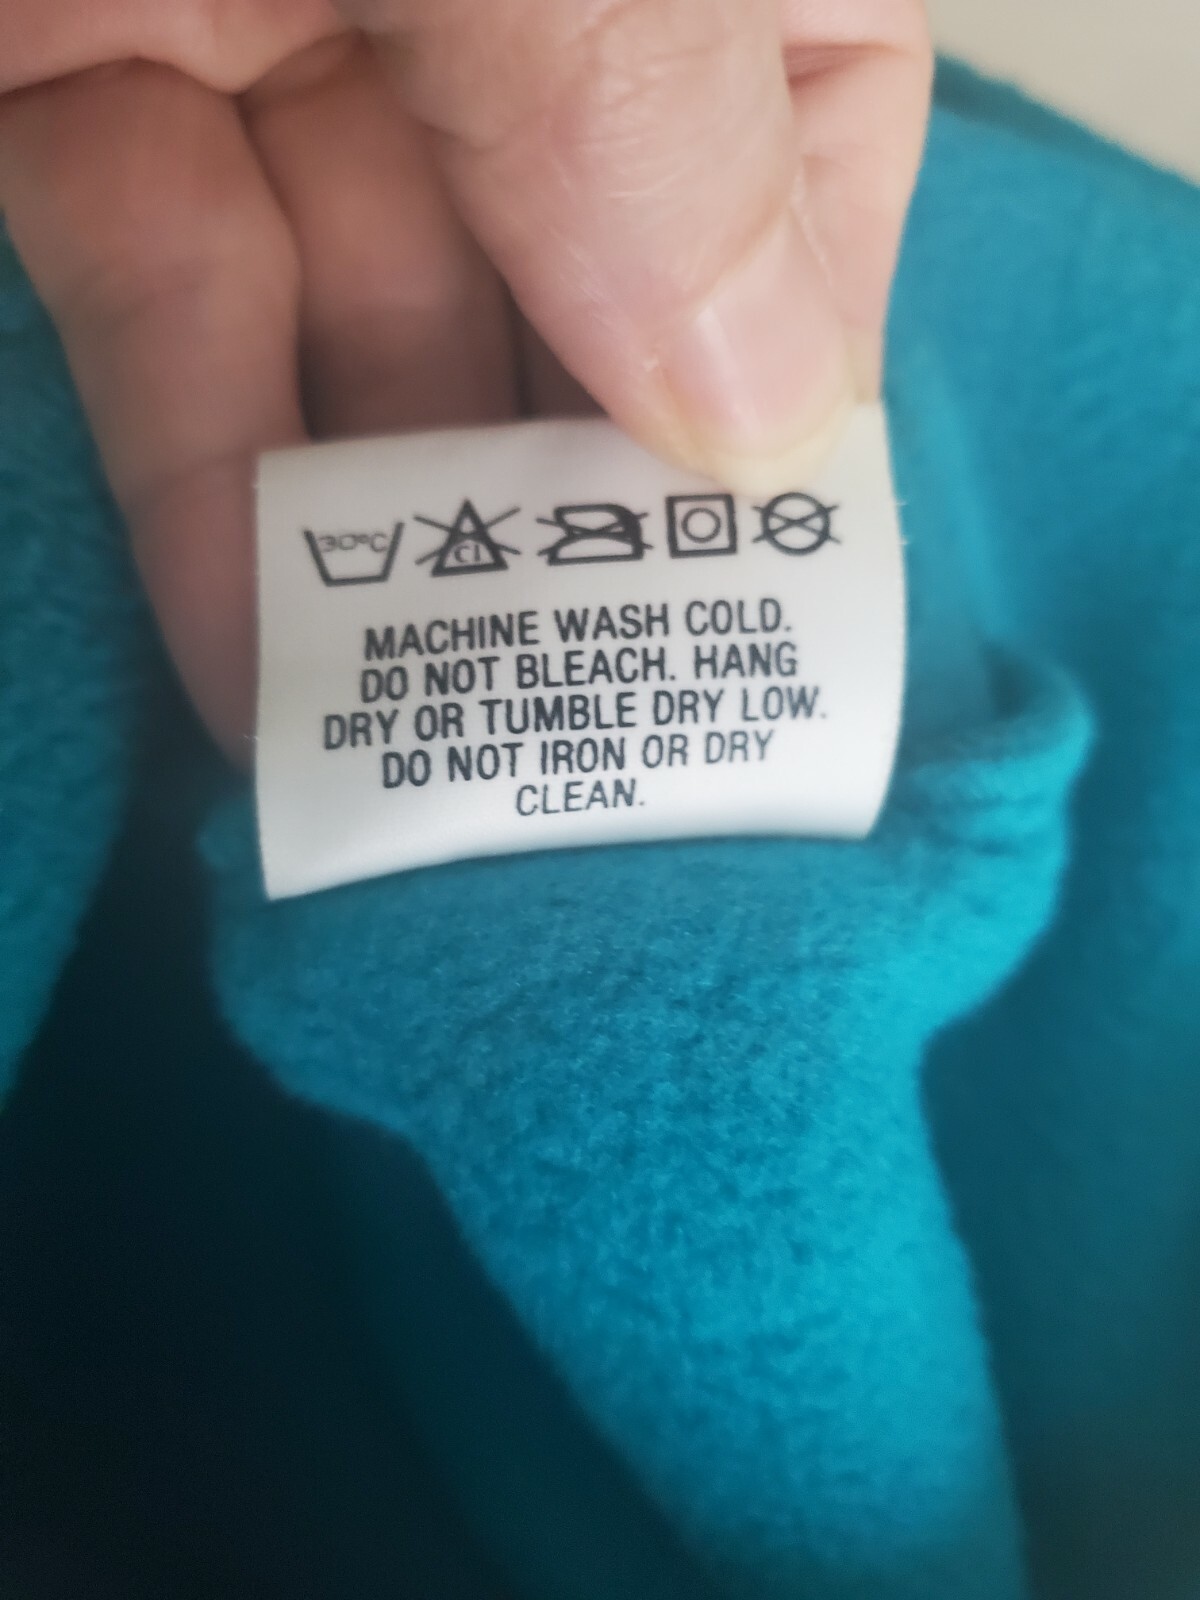 30°C CL
MACHINE WASH COLD.
DO NOT BLEACH. HANG
DRY OR TUMBLE DRY LOW.
DO NOT IRON OR DRY
CLEAN.